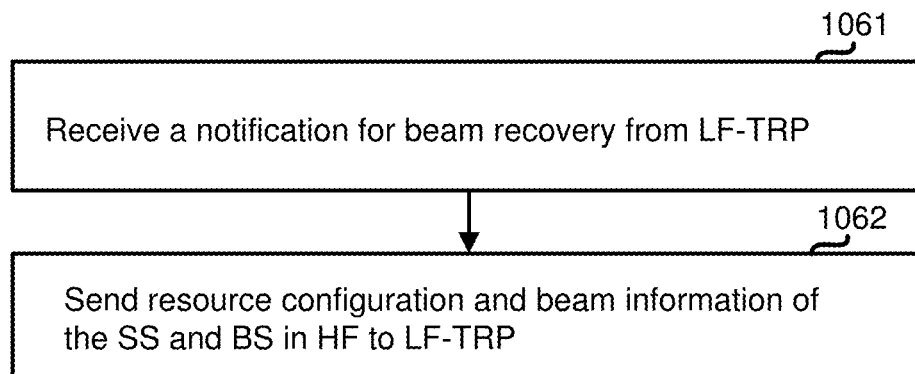 1061
Receive a notification for beam recovery from LF-TRP
1062
Send resource configuration and beam information of
the SS and BS in HF to LF-TRP